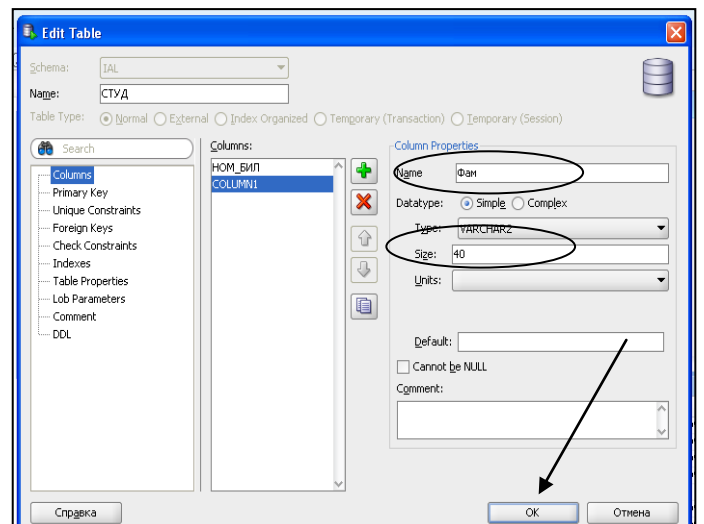 Edit Table
Schema: IAL
Name: СТУД
Table Type: Normal External Index Organized Temporary (Transaction) Temporary (Session)
Search
Columns
Primary Key
Unique Constraints
Foreign Keys
Check Constraints
Indexes
Table Properties
Lob Parameters
Comment
DDL
Columns:
НОМ_БИЛ
COLUMN1
Column Properties
Name Фам
Datatype: Simple Complex
Type: VARCHAR2
Size: 40
Units:
Default:
Cannot be NULL
Comment:
Справка
OK
Отмена